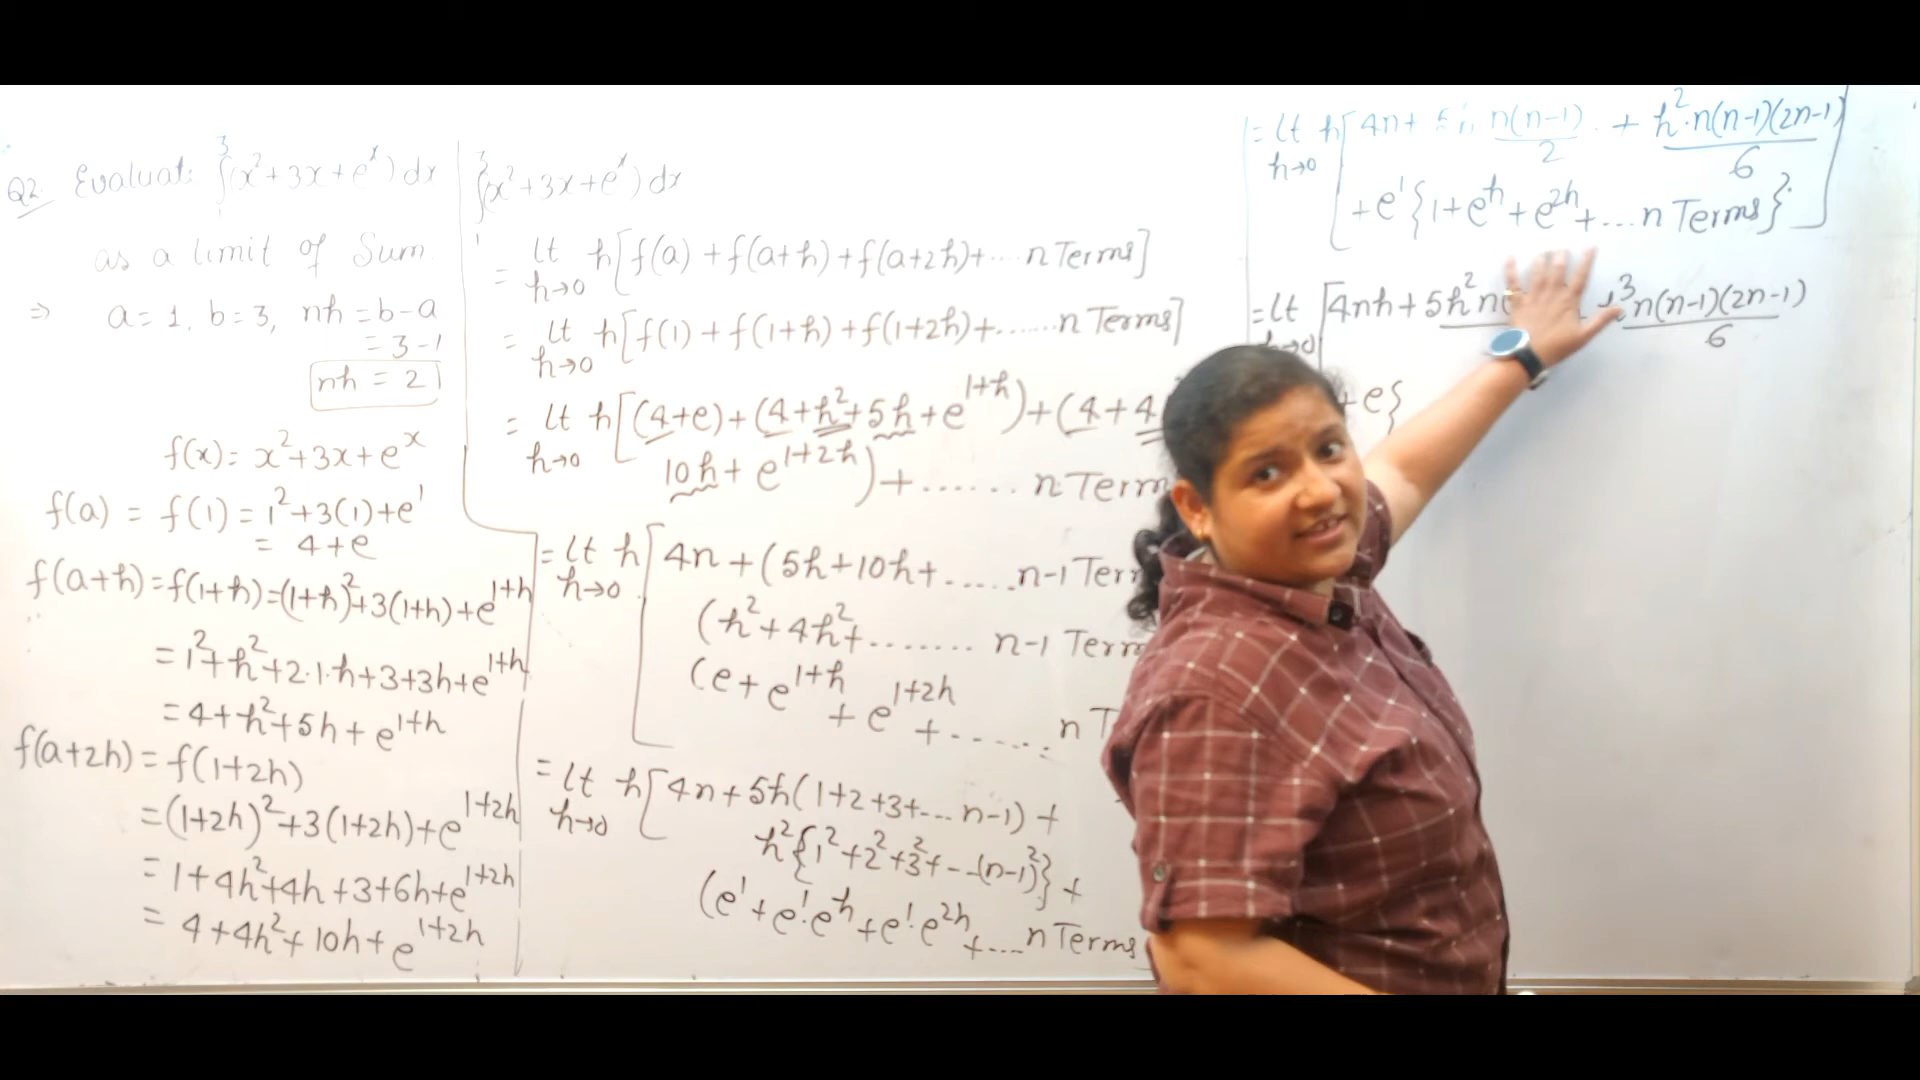 Q2. Evaluate ∫₁³(x²+3x+eˣ) dx
as a limit of Sum.
⇒ a=1, b=3, nh = b-a
= 3-1
nh = 2
f(x) = x²+3x+eˣ
f(a) = f(1) = 1²+3(1)+e¹
= 4+e
f(a+h) = f(1+h) = (1+h)²+3(1+h)+e¹⁺ʰ
= 1²+h²+2·1·h+3+3h+e¹⁺ʰ
= 4+h²+5h+e¹⁺ʰ
f(a+2h) = f(1+2h)
= (1+2h)²+3(1+2h)+e¹⁺²ʰ
= 1+4h²+4h+3+6h+e¹⁺²ʰ
= 4+4h²+10h+e¹⁺²ʰ
∫₁³(x²+3x+eˣ) dx
= lt h→0 h[f(a)+f(a+h)+f(a+2h)+....n Terms]
= lt h→0 h[f(1)+f(1+h)+f(1+2h)+......n Terms]
= lt h→0 h[(4+e)+(4+h²+5h+e¹⁺ʰ)+(4+4
10h+e¹⁺²ʰ)+...... n Term
= lt h→0 h[4n+(5h+10h+.....n-1 Ter
(h²+4h²+........ n-1 Term
(e+e¹⁺ʰ+e¹⁺²ʰ+...... n T
= lt h→0 h[4n+5h(1+2+3+...n-1)+
h²{1²+2²+3²+--(n-1)²}+
(e¹+e¹·eʰ+e¹·e²ʰ+....n Terms
= lt h→0 h[4n+5h n(n-1)/2 + h²·n(n-1)(2n-1)/6
+e¹{1+eʰ+e²ʰ+...n Terms}]
= lt h→0 [4nh+5h²n ³n(n-1)(2n-1)/6
+e{